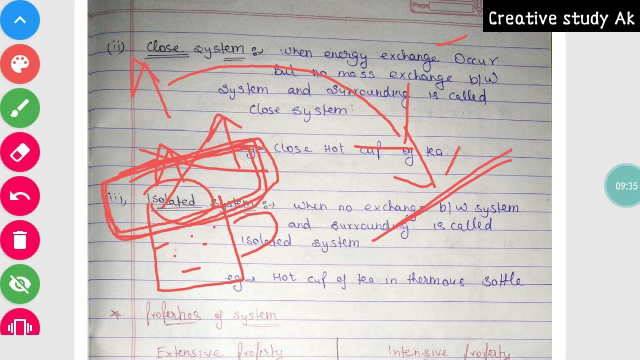 Page
Creative study Ak
(ii) close system :- when energy exchange Occur
but no mass exchange b/w
system and surrounding is called
close system.
eg → close Hot cup of tea
iii), Isolated system :- when no exchange b/w system
and surrounding is called
isolated system
eg → Hot cup of tea in thermous bottle
09:35
* Properties of system
Extensive Property
Intensive Property